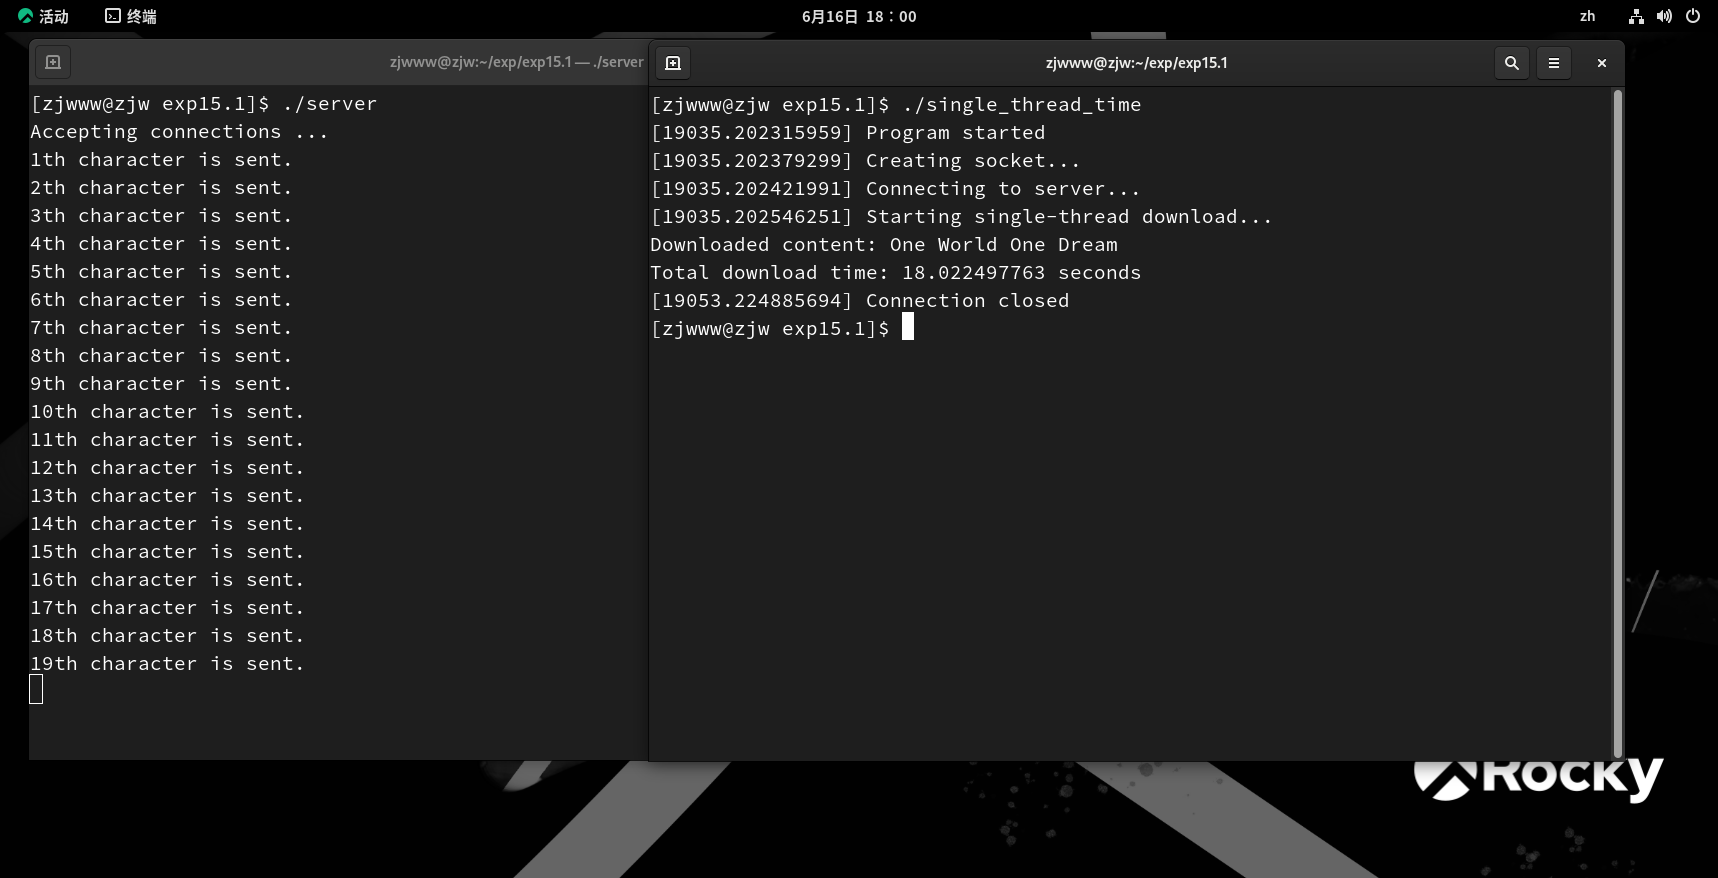 活动 终端 6月16日 18：00 zh
zjwww@zjw:~/exp/exp15.1 — ./server
[zjwww@zjw exp15.1]$ ./server
Accepting connections ...
1th character is sent.
2th character is sent.
3th character is sent.
4th character is sent.
5th character is sent.
6th character is sent.
7th character is sent.
8th character is sent.
9th character is sent.
10th character is sent.
11th character is sent.
12th character is sent.
13th character is sent.
14th character is sent.
15th character is sent.
16th character is sent.
17th character is sent.
18th character is sent.
19th character is sent.
zjwww@zjw:~/exp/exp15.1
[zjwww@zjw exp15.1]$ ./single_thread_time
[19035.202315959] Program started
[19035.202379299] Creating socket...
[19035.202421991] Connecting to server...
[19035.202546251] Starting single-thread download...
Downloaded content: One World One Dream
Total download time: 18.022497763 seconds
[19053.224885694] Connection closed
[zjwww@zjw exp15.1]$
Rocky